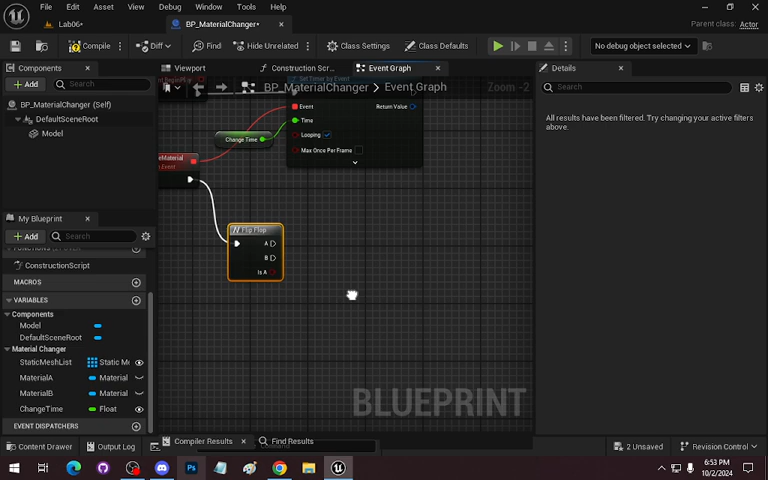 File Edit Asset View Debug Window Tools Help
Lab06•
BP_MaterialChanger•
Parent class: Actor
Compile
Diff
Find
Hide Unrelated
Class Settings
Class Defaults
No debug object selected
Components
Viewport
Construction Scr...
Event Graph
Details
Add
Search
BP_MaterialChanger
Event Graph
Zoom -2
Search
BP_MaterialChanger (Self)
DefaultSceneRoot
Model
Set Timer by Event
Event
Return Value
Time
Change Time
Looping
Max Once Per Frame
All results have been filtered. Try changing your active filters
above.
My Blueprint
Add
Search
ConstructionScript
MACROS
VARIABLES
Components
Model
DefaultSceneRoot
Material Changer
StaticMeshList Static M
MaterialA Material
MaterialB Material
ChangeTime Float
EVENT DISPATCHERS
Flip Flop
A
B
Is A
BLUEPRINT
Content Drawer
Output Log
Compiler Results
Find Results
2 Unsaved
Revision Control
6:53 PM
10/2/2024